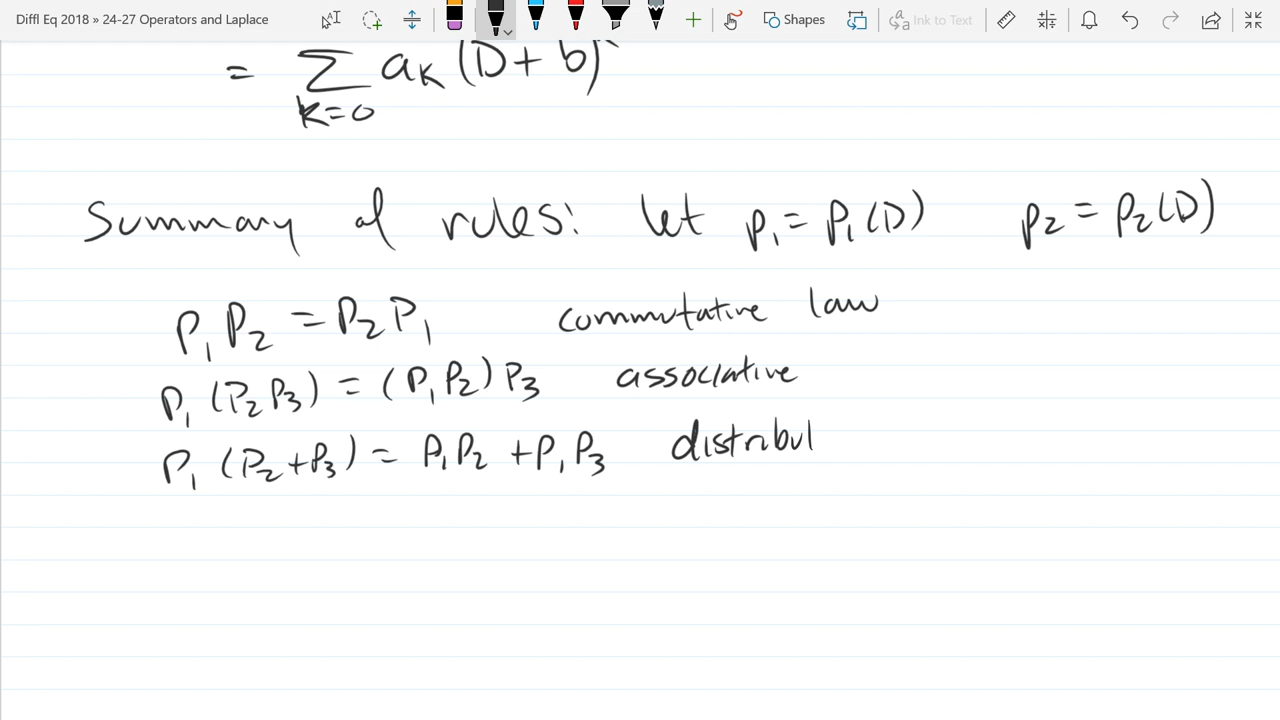 Diffl Eq 2018 » 24-27 Operators and Laplace
Shapes
Ink to Text
= Σ aK (D + b)
K=0
Summary of rules: let P₁ = P₁(D) P₂ = P₂(D)
P₁P₂ = P₂P₁ commutative law
P₁(P₂P₃) = (P₁P₂)P₃ associative
P₁(P₂+P₃) = P₁P₂ + P₁P₃ distribut